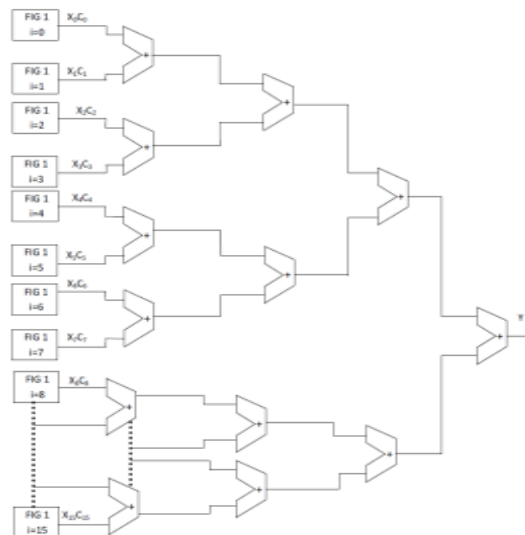 FIG 1
i=0
X₀C₀
FIG 1
i=1
X₁C₁
FIG 1
i=2
X₂C₂
FIG 1
i=3
X₃C₃
FIG 1
i=4
X₄C₄
FIG 1
i=5
X₅C₅
FIG 1
i=6
X₆C₆
FIG 1
i=7
X₇C₇
FIG 1
i=8
X₈C₈
FIG 1
i=15
X₁₅C₁₅
+
+
+
+
+
+
+
+
+
+
+
+
+
Y